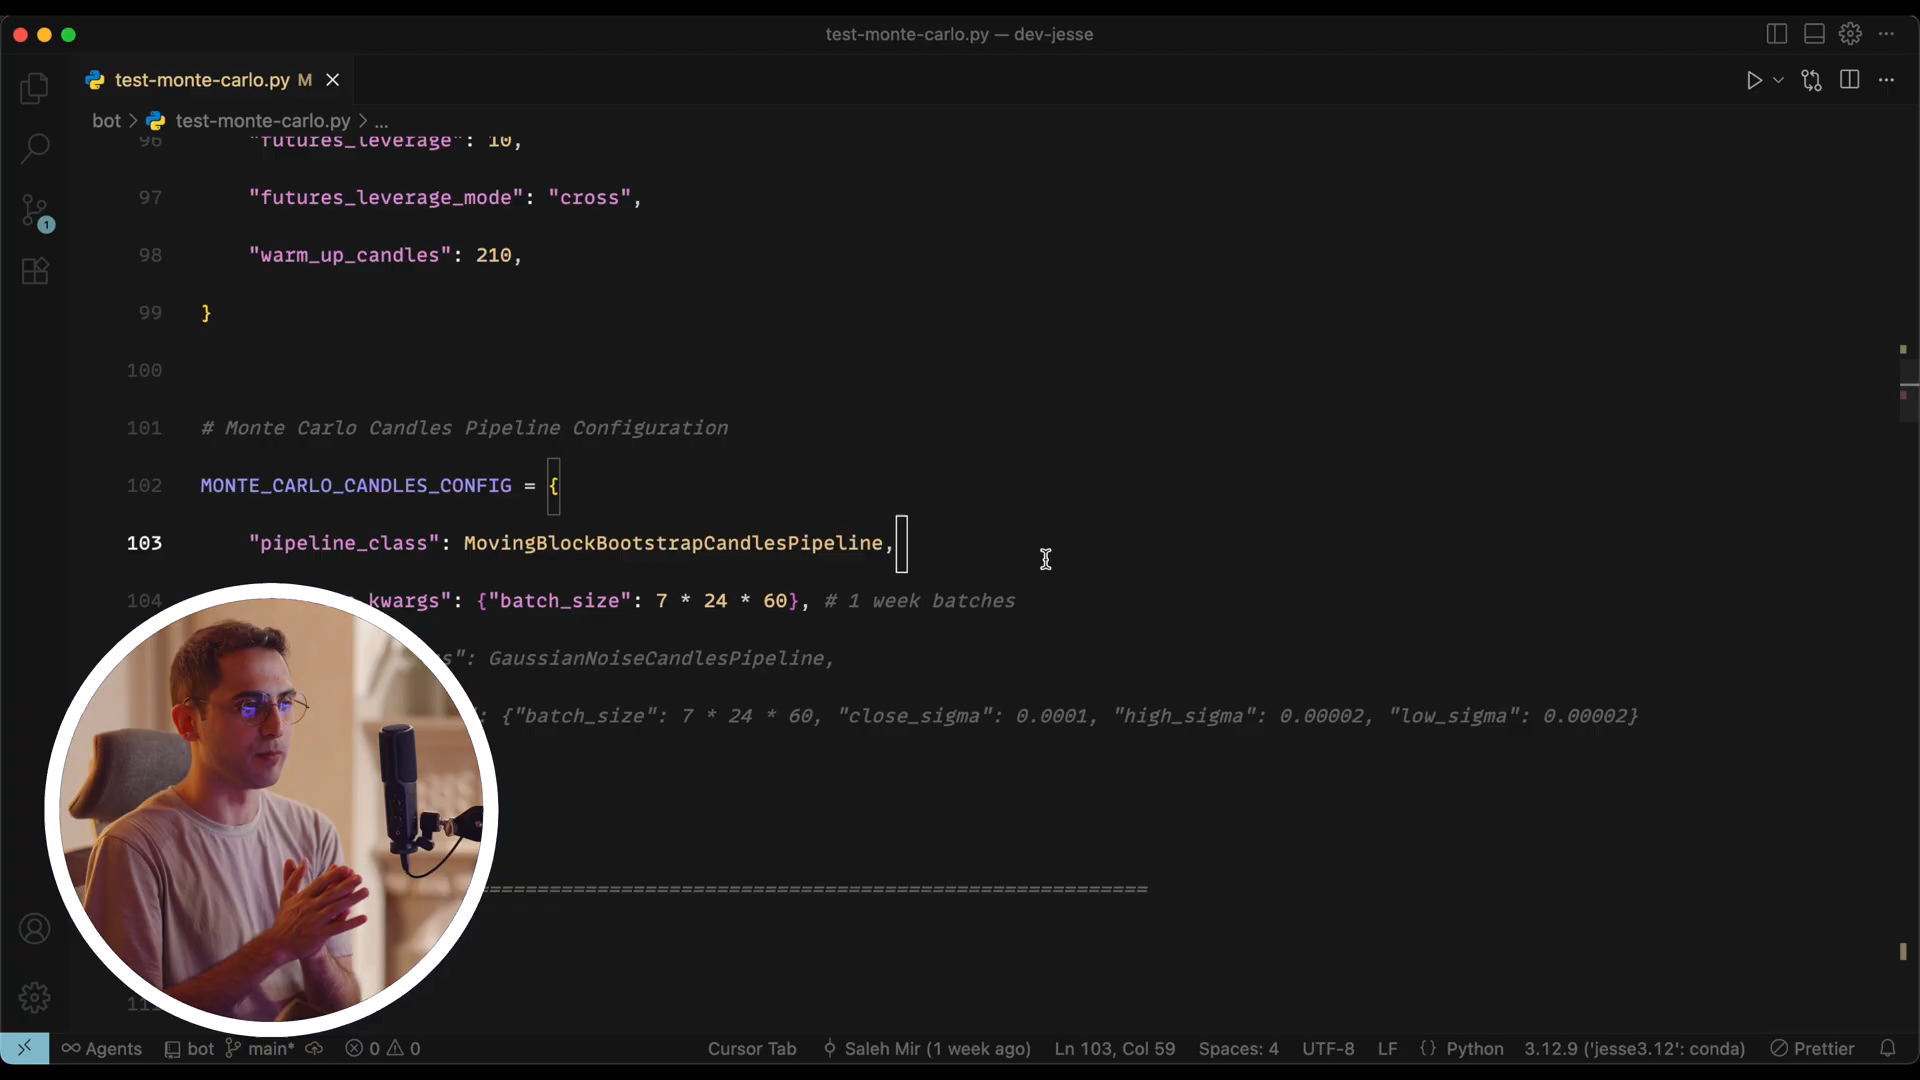 test-monte-carlo.py — dev-jesse
test-monte-carlo.py M
bot > test-monte-carlo.py > ...
96 "futures_leverage": 10,
97 "futures_leverage_mode": "cross",
98 "warm_up_candles": 210,
99 }
100
101 # Monte Carlo Candles Pipeline Configuration
102 MONTE_CARLO_CANDLES_CONFIG = {
103 "pipeline_class": MovingBlockBootstrapCandlesPipeline,
104 kwargs": {"batch_size": 7 * 24 * 60}, # 1 week batches
s": GaussianNoiseCandlesPipeline,
: {"batch_size": 7 * 24 * 60, "close_sigma": 0.0001, "high_sigma": 0.00002, "low_sigma": 0.00002}
=======================================================
1
Agents bot main* 0 0 Cursor Tab Saleh Mir (1 week ago) Ln 103, Col 59 Spaces: 4 UTF-8 LF {} Python 3.12.9 ('jesse3.12': conda) Prettier